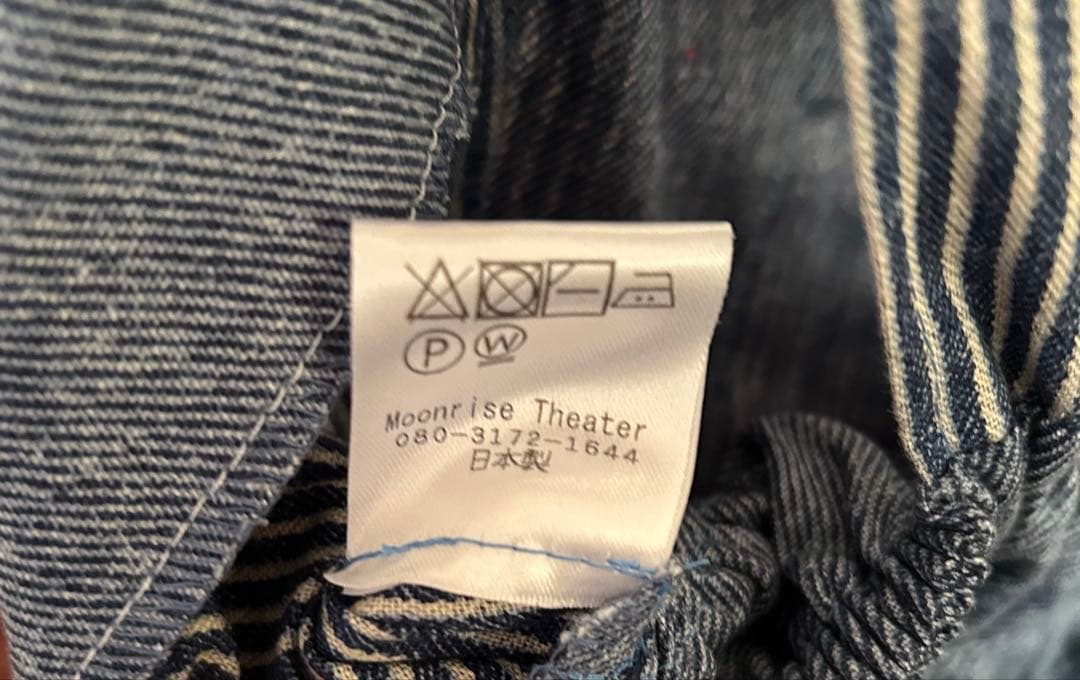 P W
Moonrise Theater
080-3172-1644
日本製